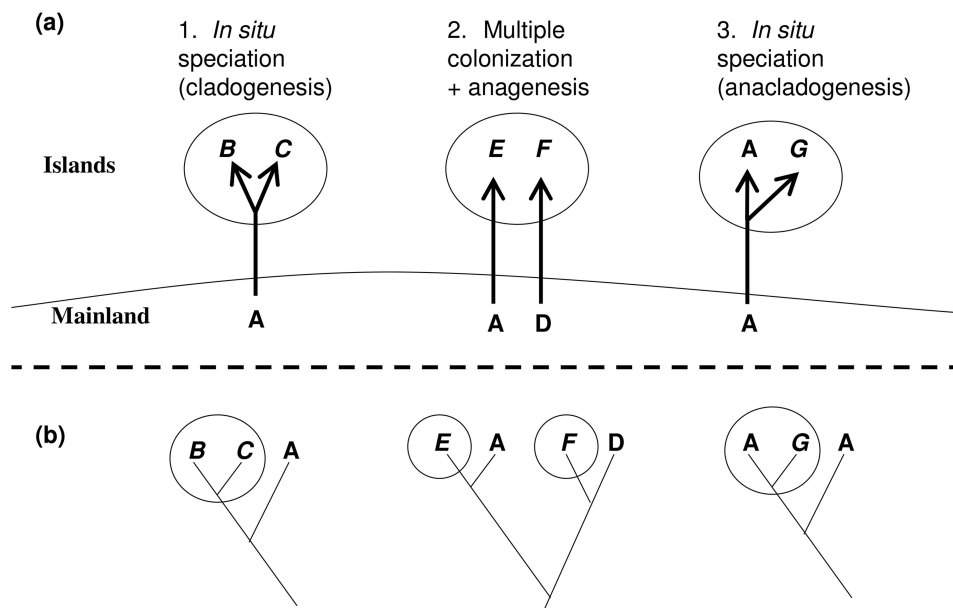 (a)
1. In situ
speciation
(cladogenesis)
2. Multiple
colonization
+ anagenesis
3. In situ
speciation
(anacladogenesis)
Islands
B C
E F
A G
Mainland
A
A D
A
(b)
B C A
E A F D
A G A